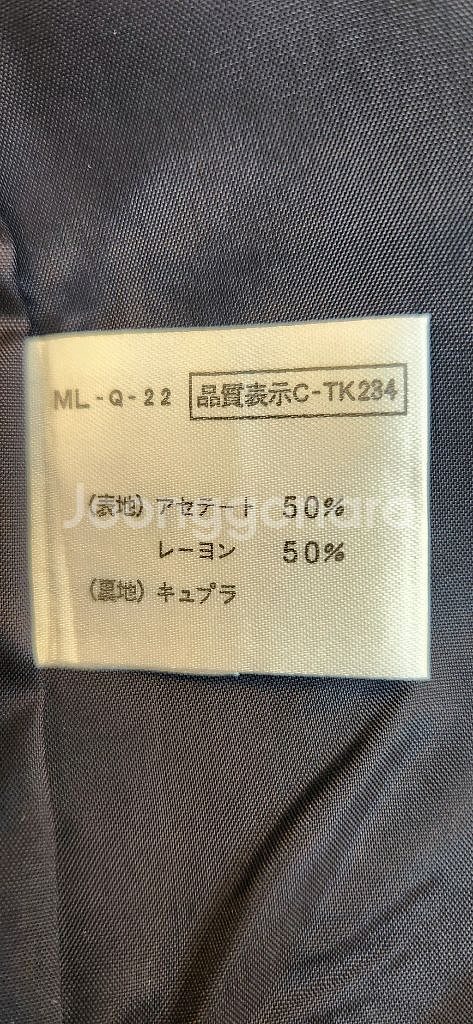 ML-Q-22 品質表示C-TK234
(表地) アセテート 50%
レーヨン 50%
(裏地) キュプラ
Joonggonara